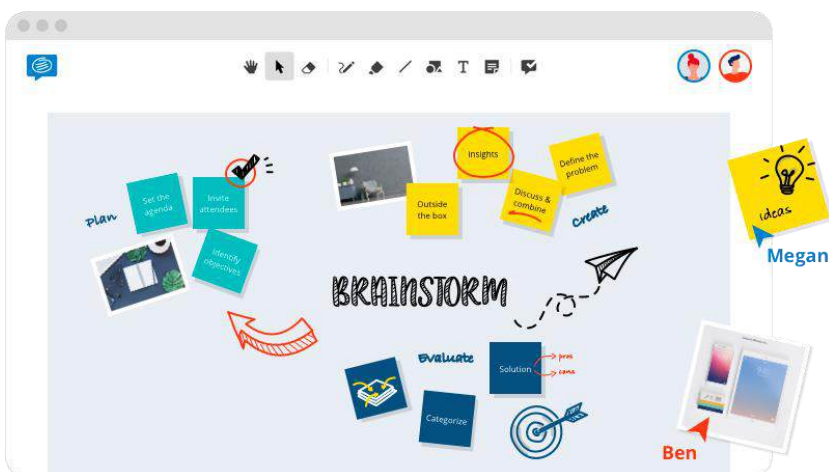 Insights
Define the
problem
Set the
agenda
Invite
attendees
Outside
the box
Discuss &
combine
Plan
Create
ideas
Identify
objectives
Megan
BRAINSTORM
Evaluate
Solution
pros
cons
Categorize
Ben